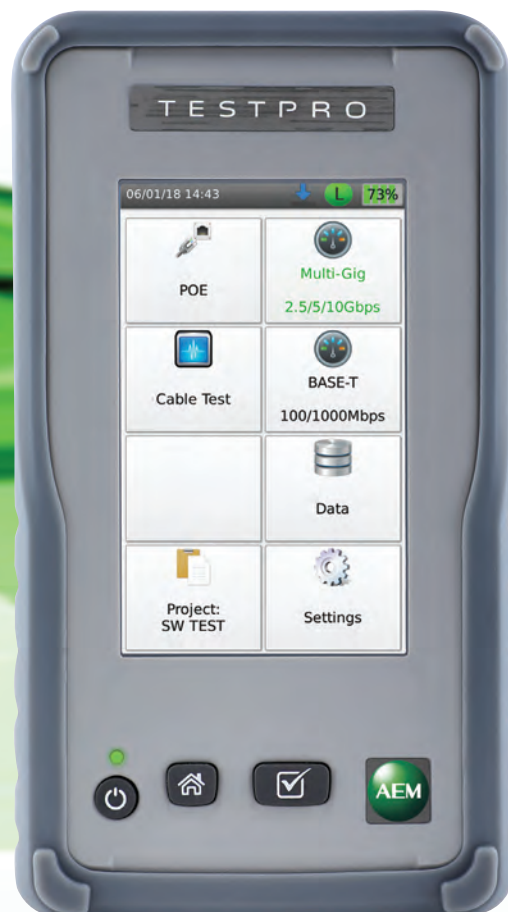 TESTPRO
06/01/18 14:43
L
73%
POE
Multi-Gig
2.5/5/10Gbps
Cable Test
BASE-T
100/1000Mbps
Data
Project:
SW TEST
Settings
AEM